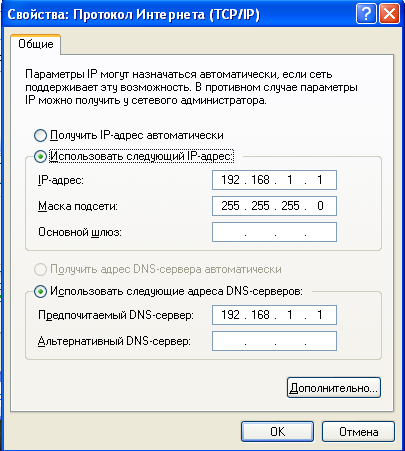 Свойства: Протокол Интернета (TCP/IP)
Общие
Параметры IP могут назначаться автоматически, если сеть
поддерживает эту возможность. В противном случае параметры
IP можно получить у сетевого администратора.
Получить IP-адрес автоматически
Использовать следующий IP-адрес:
IP-адрес: 192 . 168 . 1 . 1
Маска подсети: 255 . 255 . 255 . 0
Основной шлюз: . . .
Получить адрес DNS-сервера автоматически
Использовать следующие адреса DNS-серверов:
Предпочитаемый DNS-сервер: 192 . 168 . 1 . 1
Альтернативный DNS-сервер: . . .
Дополнительно...
OK Отмена